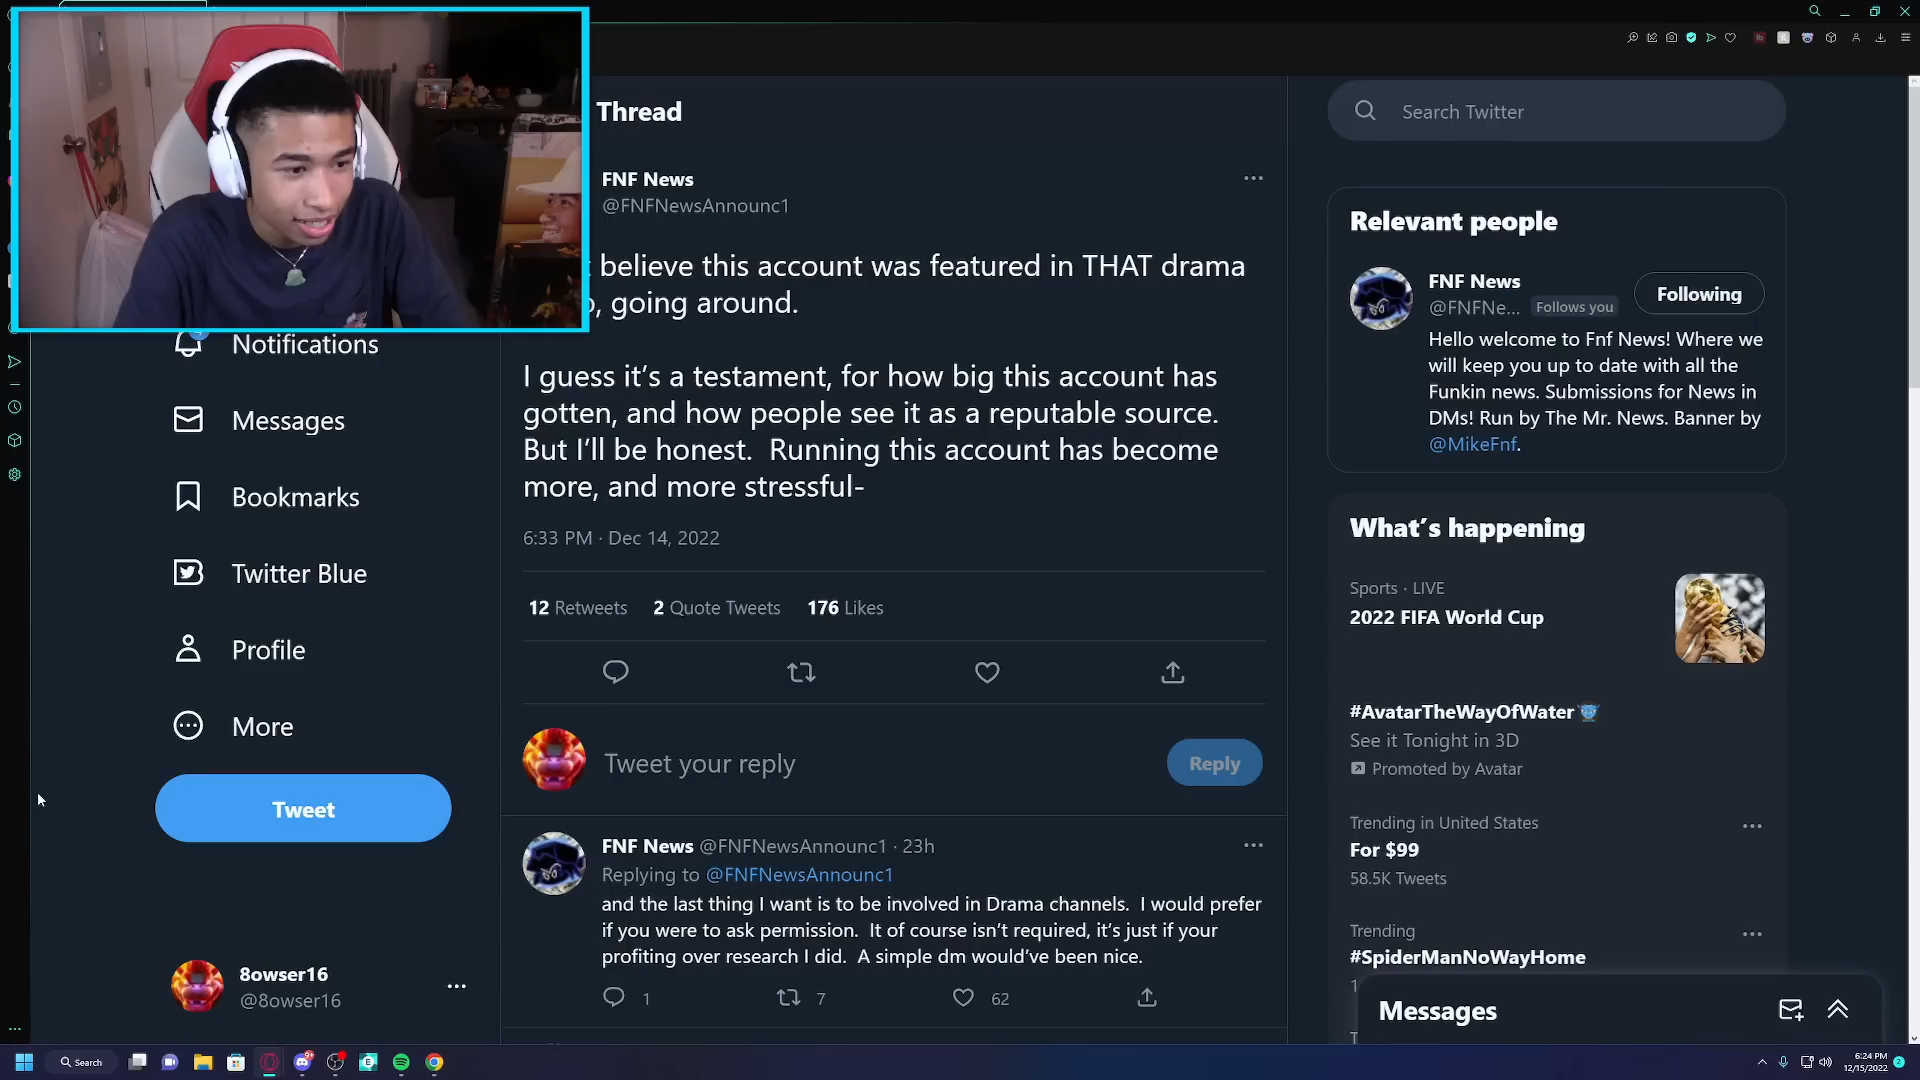 Thread
Search Twitter
FNF News
@FNFNewsAnnounc1
believe this account was featured in THAT drama
, going around.
I guess it's a testament, for how big this account has
gotten, and how people see it as a reputable source.
But I'll be honest.  Running this account has become
more, and more stressful-
6:33 PM · Dec 14, 2022
12 Retweets 2 Quote Tweets 176 Likes
Tweet your reply
Reply
FNF News @FNFNewsAnnounc1 · 23h
Replying to @FNFNewsAnnounc1
and the last thing I want is to be involved in Drama channels.  I would prefer
if you were to ask permission.  It of course isn't required, it's just if your
profiting over research I did.  A simple dm would've been nice.
1 7 62
Notifications
Messages
Bookmarks
Twitter Blue
Profile
More
Tweet
8owser16
@8owser16
Relevant people
FNF News
@FNFNe... Follows you
Following
Hello welcome to Fnf News! Where we
will keep you up to date with all the
Funkin news. Submissions for News in
DMs! Run by The Mr. News. Banner by
@MikeFnf.
What's happening
Sports · LIVE
2022 FIFA World Cup
#AvatarTheWayOfWater
See it Tonight in 3D
Promoted by Avatar
Trending in United States
For $99
58.5K Tweets
Trending
#SpiderManNoWayHome
Messages
Search
6:24 PM
12/15/2022
2